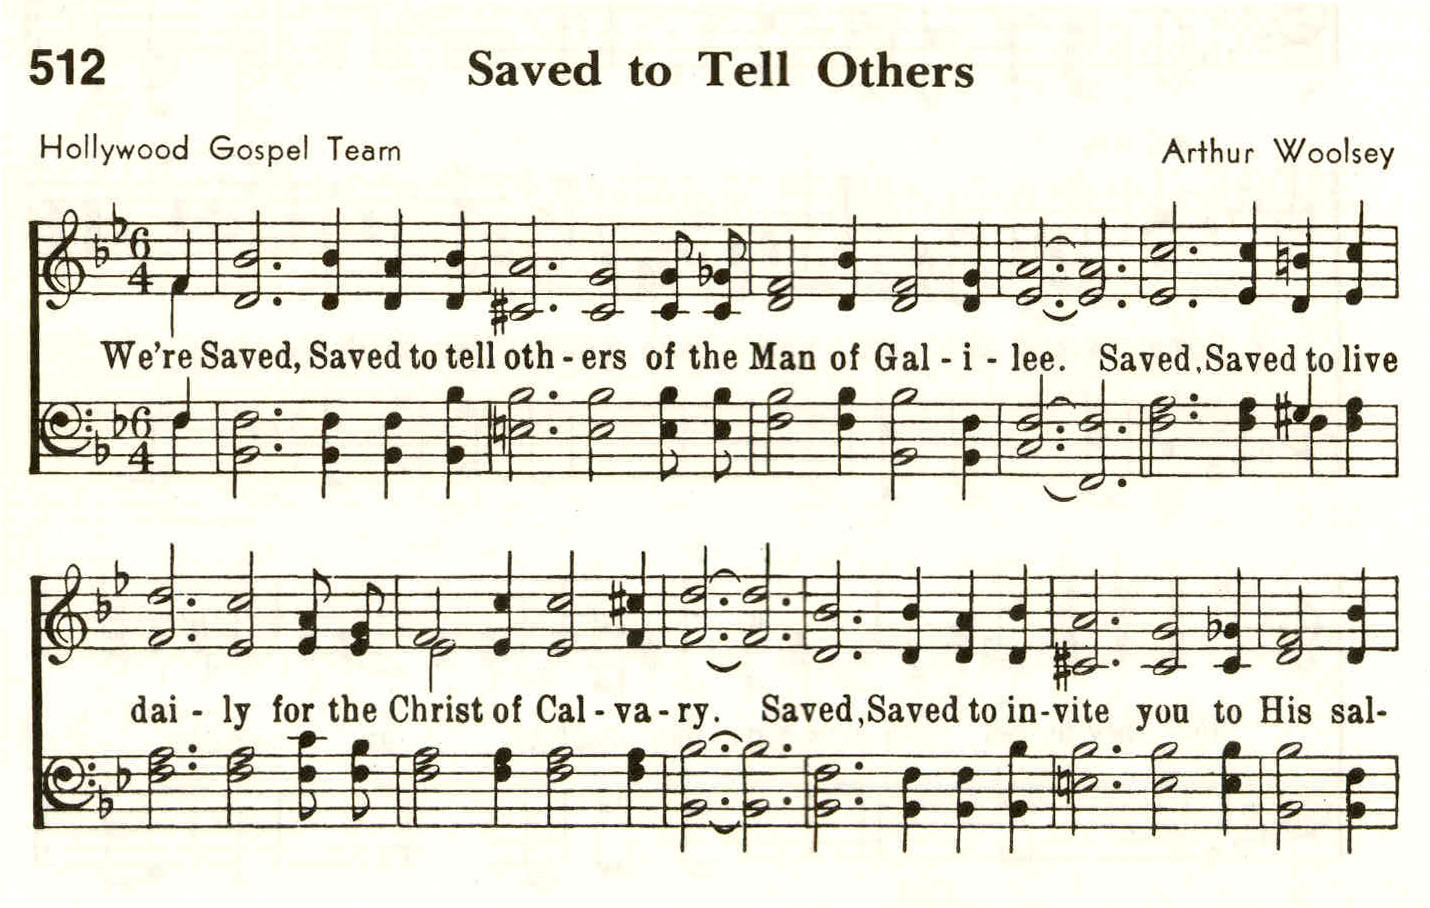 512
Saved to Tell Others
Hollywood Gospel Team
Arthur Woolsey
We're Saved, Saved to tell oth - ers of the Man of Gal - i - lee. Saved, Saved to live
dai - ly for the Christ of Cal - va - ry. Saved, Saved to in-vite you to His sal-